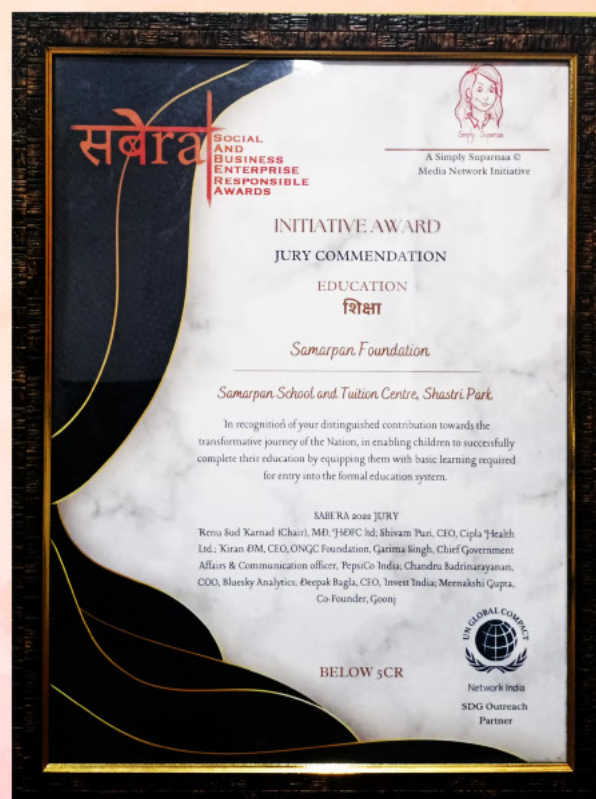 सबेra
SOCIAL
AND
BUSINESS
ENTERPRISE
RESPONSIBLE
AWARDS
Simply Suparnaa
A Simply Suparnaa ©
Media Network Initiative
INITIATIVE AWARD
JURY COMMENDATION
EDUCATION
शिक्षा
Samarpan Foundation
Samarpan School and Tuition Centre, Shastri Park
In recognition of your distinguished contribution towards the
transformative journey of the Nation, in enabling children to successfully
complete their education by equipping them with basic learning required
for entry into the formal education system.
SABERA 2022 JURY
Renu Sud Karnad (Chair), MD, HDFC ltd; Shivam Puri, CEO, Cipla Health
Ltd.; Kiran DM, CEO, ONGC Foundation, Garima Singh, Chief Government
Affairs & Communication officer, PepsiCo India; Chandru Badrinarayanan,
COO, Bluesky Analytics; Deepak Bagla, CEO, Invest India; Meenakshi Gupta,
Co-Founder, Goonj
BELOW 5CR
UN GLOBAL COMPACT
Network India
SDG Outreach
Partner